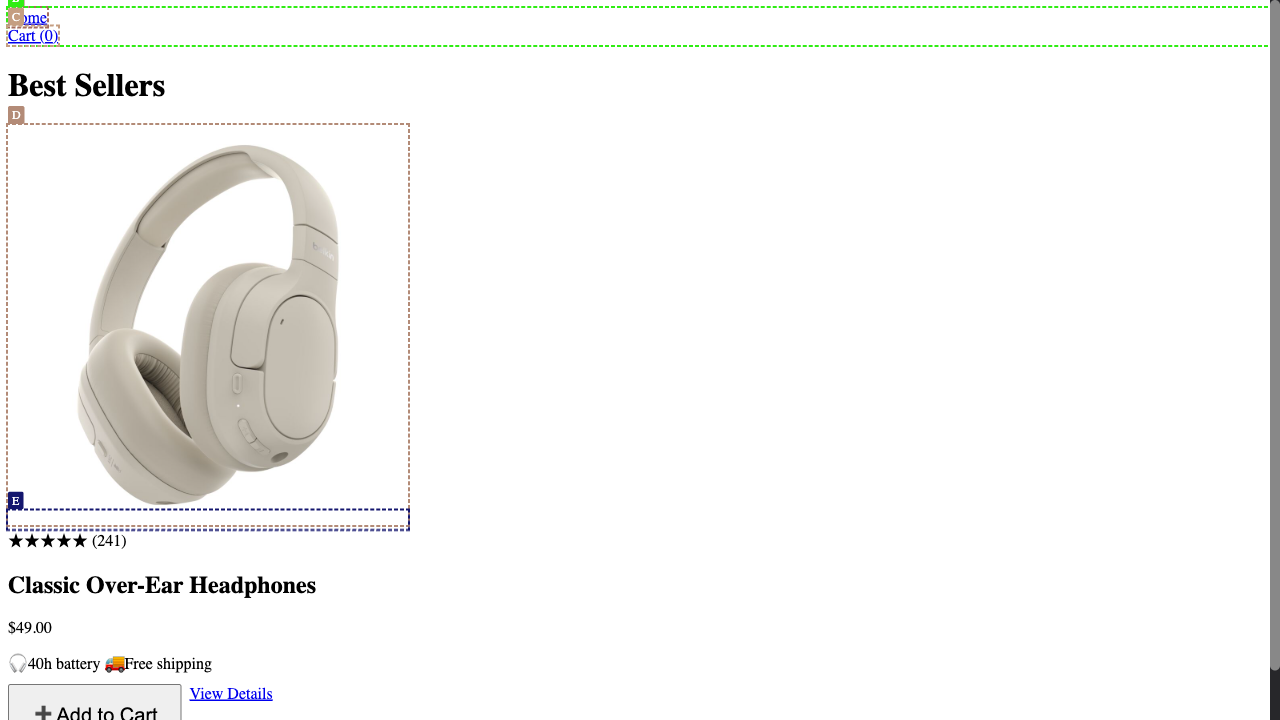 C ome
Cart (0)
Best Sellers
D
E
★★★★★ (241)
Classic Over-Ear Headphones
$49.00
🎧40h battery 🚚Free shipping
➕ Add to Cart View Details